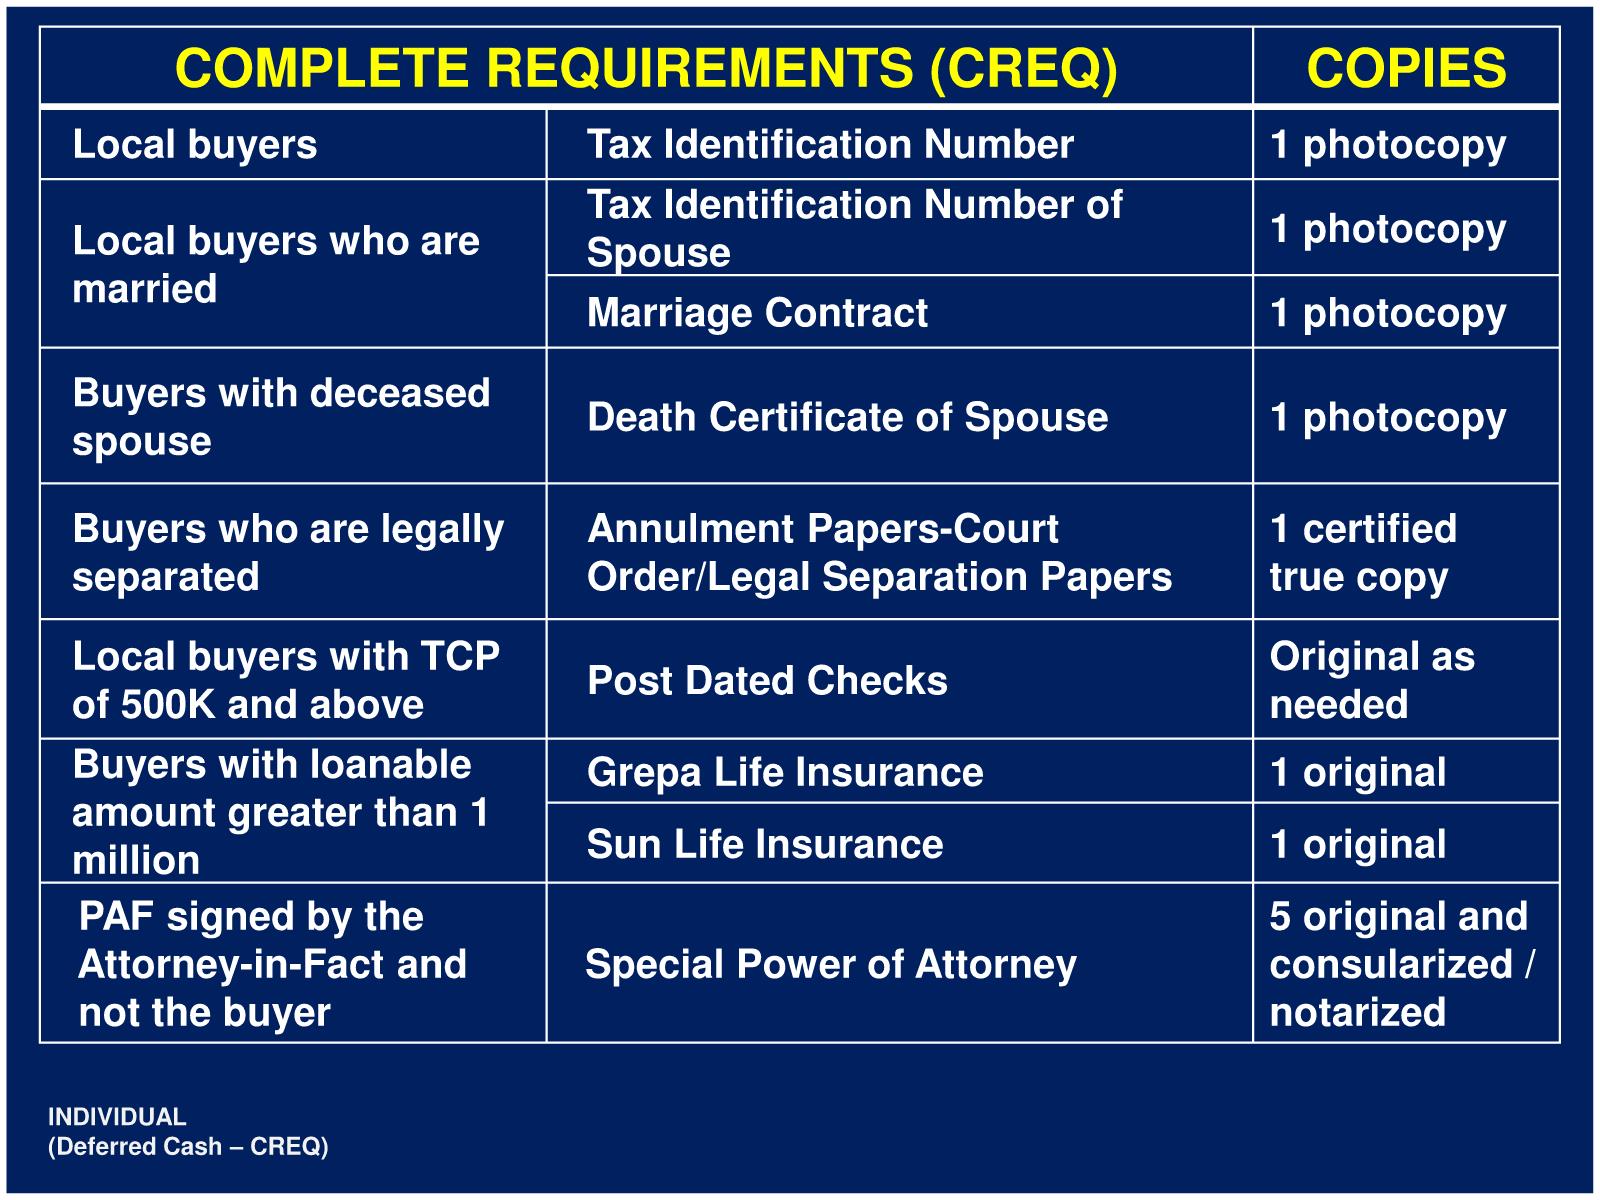 COMPLETE REQUIREMENTS (CREQ)
COPIES
Local buyers
Tax Identification Number
1 photocopy
Local buyers who are
married
Tax Identification Number of
Spouse
1 photocopy
Marriage Contract
1 photocopy
Buyers with deceased
spouse
Death Certificate of Spouse
1 photocopy
Buyers who are legally
separated
Annulment Papers-Court
Order/Legal Separation Papers
1 certified
true copy
Local buyers with TCP
of 500K and above
Post Dated Checks
Original as
needed
Buyers with loanable
amount greater than 1
million
Grepa Life Insurance
1 original
Sun Life Insurance
1 original
PAF signed by the
Attorney-in-Fact and
not the buyer
Special Power of Attorney
5 original and
consularized /
notarized
INDIVIDUAL
(Deferred Cash – CREQ)